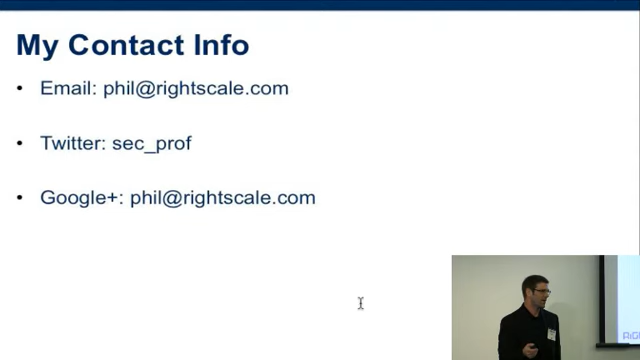 My Contact Info
• Email: phil@rightscale.com
• Twitter: sec_prof
• Google+: phil@rightscale.com